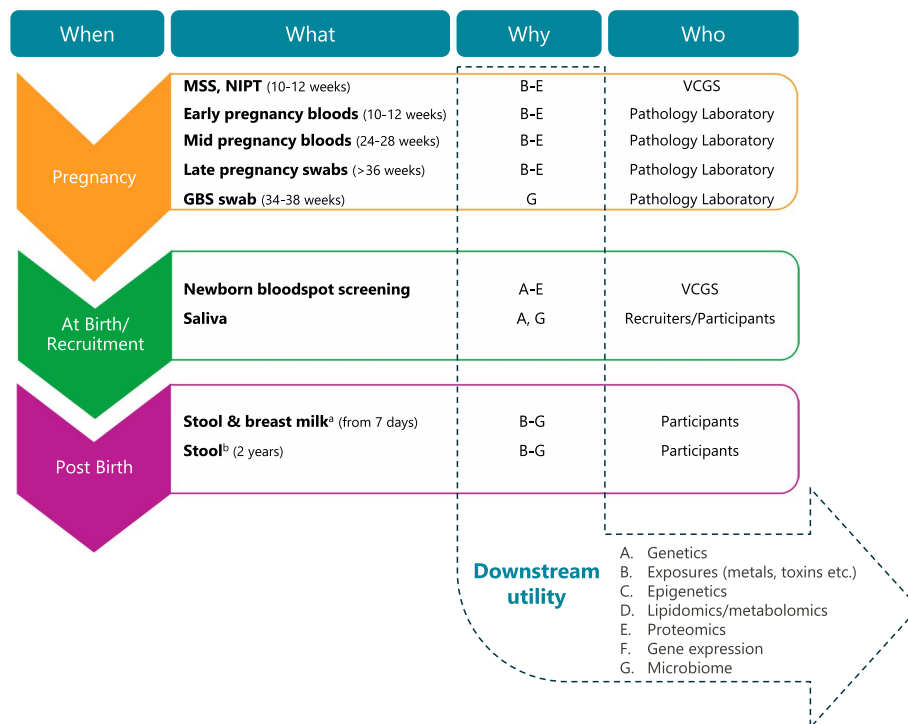 When What Why Who
Pregnancy
MSS, NIPT (10-12 weeks) B-E VCGS
Early pregnancy bloods (10-12 weeks) B-E Pathology Laboratory
Mid pregnancy bloods (24-28 weeks) B-E Pathology Laboratory
Late pregnancy swabs (>36 weeks) B-E Pathology Laboratory
GBS swab (34-38 weeks) G Pathology Laboratory
At Birth/
Recruitment
Newborn bloodspot screening A-E VCGS
Saliva A, G Recruiters/Participants
Post Birth
Stool & breast milkᵃ (from 7 days) B-G Participants
Stoolᵇ (2 years) B-G Participants
Downstream
utility
A. Genetics
B. Exposures (metals, toxins etc.)
C. Epigenetics
D. Lipidomics/metabolomics
E. Proteomics
F. Gene expression
G. Microbiome